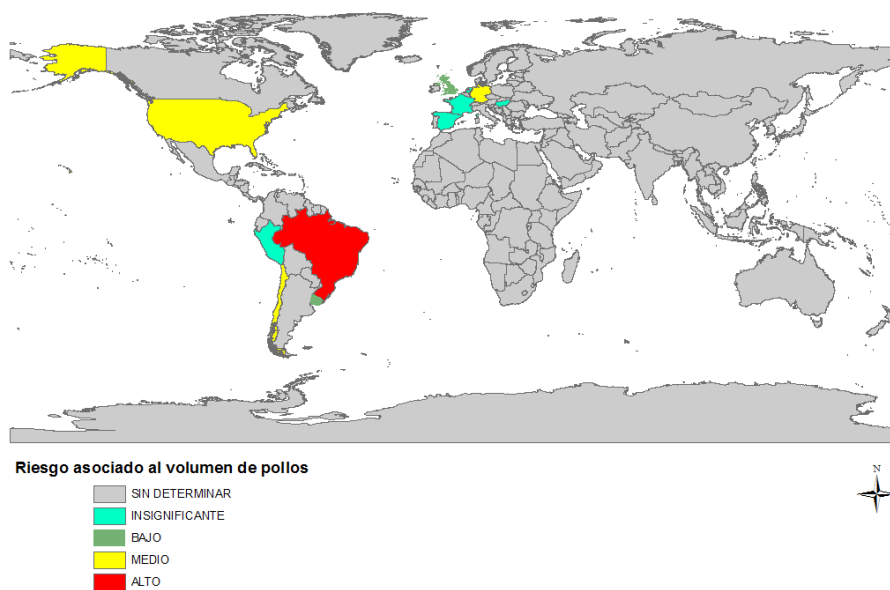 Riesgo asociado al volumen de pollos
N
SIN DETERMINAR
INSIGNIFICANTE
BAJO
MEDIO
ALTO